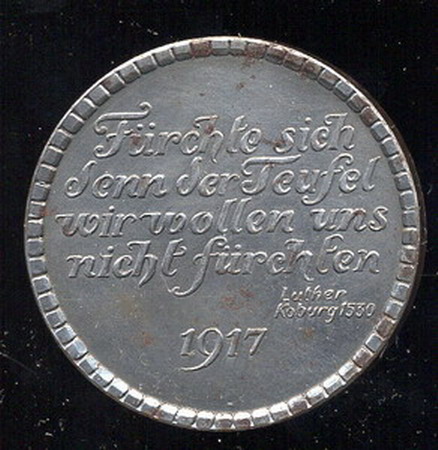 Fürchte sich
denn der Teufel
wir wollen uns
nicht fürchten
Luther
Koburg 1530
1917